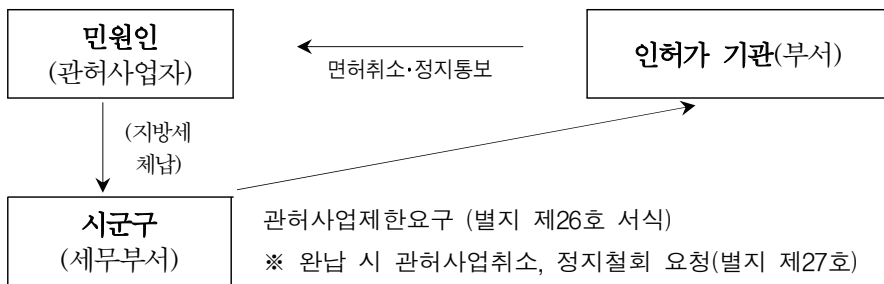 민원인
(관허사업자)
면허취소·정지통보
인허가 기관(부서)
(지방세
체납)
시군구
(세무부서)
관허사업제한요구 (별지 제26호 서식)
※ 완납 시 관허사업취소, 정지철회 요청(별지 제27호)